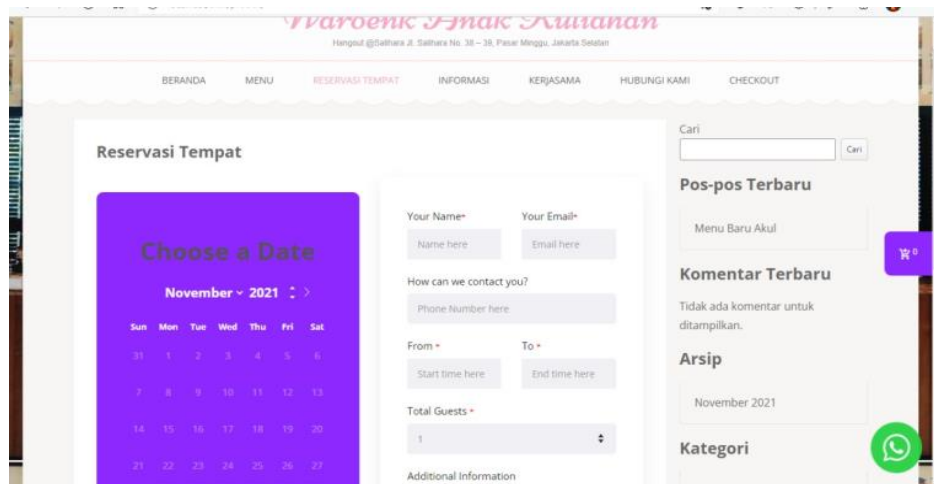 Waroenk Anak Kuliahan
Hangout @Salihara Jl. Salihara No. 38 – 39, Pasar Minggu, Jakarta Selatan
BERANDA MENU RESERVASI TEMPAT INFORMASI KERJASAMA HUBUNGI KAMI CHECKOUT
Reservasi Tempat
Choose a Date
November 2021
Sun Mon Tue Wed Thu Fri Sat
31 1 2 3 4 5 6
7 8 9 10 11 12 13
14 15 16 17 18 19 20
21 22 23 24 25 26 27
Your Name* Your Email*
Name here Email here
How can we contact you?
Phone Number here
From * To *
Start time here End time here
Total Guests *
1
Additional Information
Cari
Cari
Pos-pos Terbaru
Menu Baru Akul
Komentar Terbaru
Tidak ada komentar untuk
ditampilkan.
Arsip
November 2021
Kategori
0